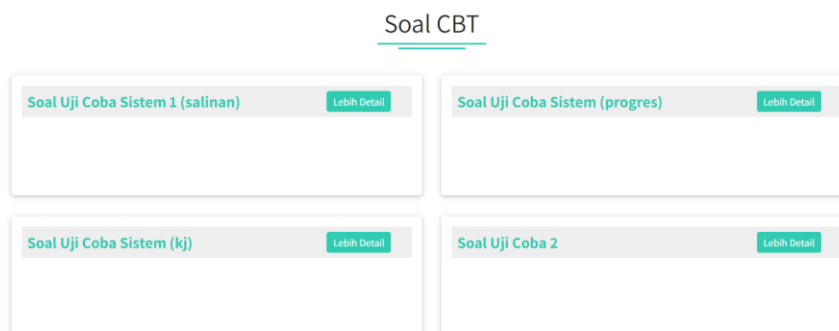 Soal CBT
Soal Uji Coba Sistem 1 (salinan)
Lebih Detail
Soal Uji Coba Sistem (progres)
Lebih Detail
Soal Uji Coba Sistem (kj)
Lebih Detail
Soal Uji Coba 2
Lebih Detail